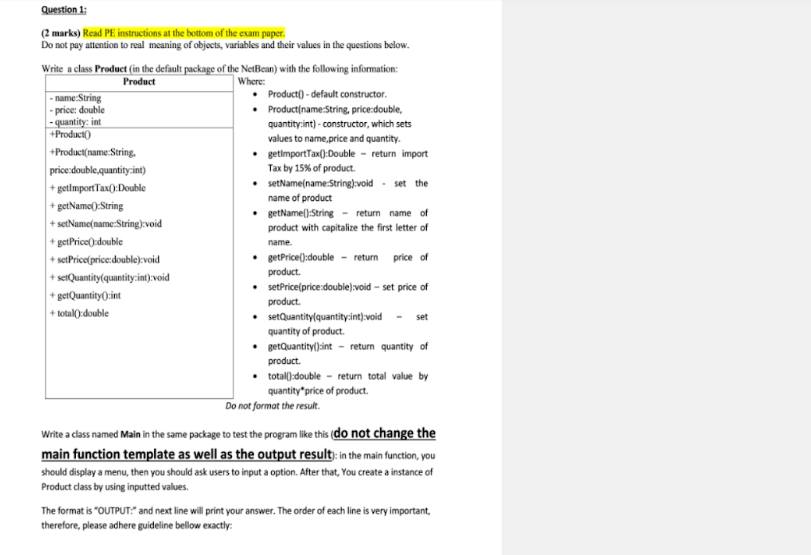 Question 1:
(2 marks) Read PE instructions at the bottom of the exam paper.
Do not pay attention to real meaning of objects, variables and their values in the questions below.
Write a class Product (in the default package of the NetBean) with the following information:
Product
- name:String
- price: double
- quantity: int
+Product()
+Product(name:String,
price:double,quantity:int)
+ getImportTax():Double
+ getName():String
+ setName(name:String):void
+ getPrice():double
+ setPrice(price:double):void
+ setQuantity(quantity:int):void
+ getQuantity():int
+ total():double
Where:
• Product() - default constructor.
• Product(name:String, price:double,
quantity:int) - constructor, which sets
values to name,price and quantity.
• getImportTax():Double – return import
Tax by 15% of product.
• setName(name:String):void - set the
name of product
• getName():String – return name of
product with capitalize the first letter of
name.
• getPrice():double – return price of
product.
• setPrice(price:double):void – set price of
product.
• setQuantity(quantity:int):void – set
quantity of product.
• getQuantity():int – return quantity of
product.
• total():double – return total value by
quantity*price of product.
Do not format the result.
Write a class named Main in the same package to test the program like this (do not change the
main function template as well as the output result): in the main function, you
should display a menu, then you should ask users to input a option. After that, You create a instance of
Product class by using inputted values.
The format is "OUTPUT:" and next line will print your answer. The order of each line is very important,
therefore, please adhere guideline bellow exactly: